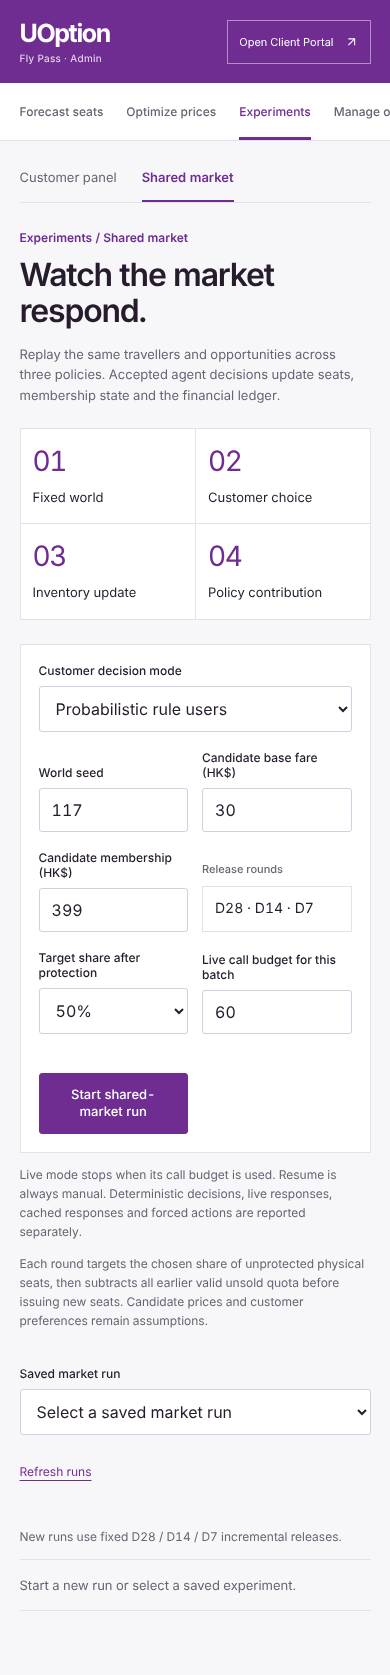 UOption
Fly Pass · Admin
Open Client Portal
Forecast seats
Optimize prices
Experiments
Manage o
Customer panel
Shared market
Experiments / Shared market
Watch the market
respond.
Replay the same travellers and opportunities across
three policies. Accepted agent decisions update seats,
membership state and the financial ledger.
01
Fixed world
02
Customer choice
03
Inventory update
04
Policy contribution
Customer decision mode
Probabilistic rule users
World seed
117
Candidate base fare
(HK$)
30
Candidate membership
(HK$)
399
Release rounds
D28 · D14 · D7
Target share after
protection
50%
Live call budget for this
batch
60
Start shared-
market run
Live mode stops when its call budget is used. Resume is
always manual. Deterministic decisions, live responses,
cached responses and forced actions are reported
separately.
Each round targets the chosen share of unprotected physical
seats, then subtracts all earlier valid unsold quota before
issuing new seats. Candidate prices and customer
preferences remain assumptions.
Saved market run
Select a saved market run
Refresh runs
New runs use fixed D28 / D14 / D7 incremental releases.
Start a new run or select a saved experiment.